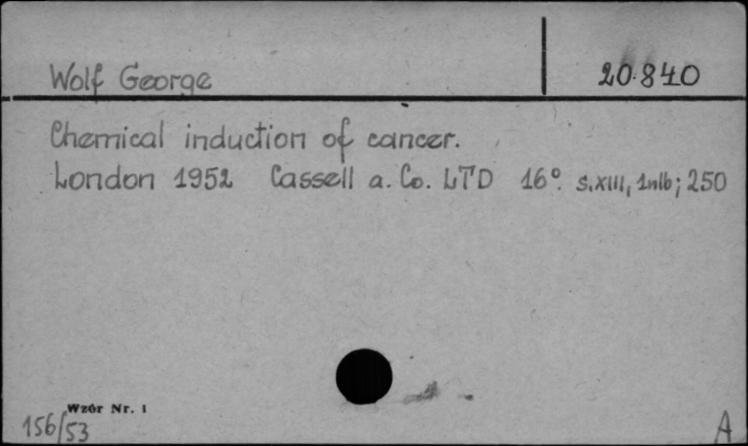 Wolf George 20.840
Chemical induction of cancer.
London 1952 Cassell a. Co. LTD 16° s.XIII, 1nlb; 250
Wzór Nr. 1
156/53 A